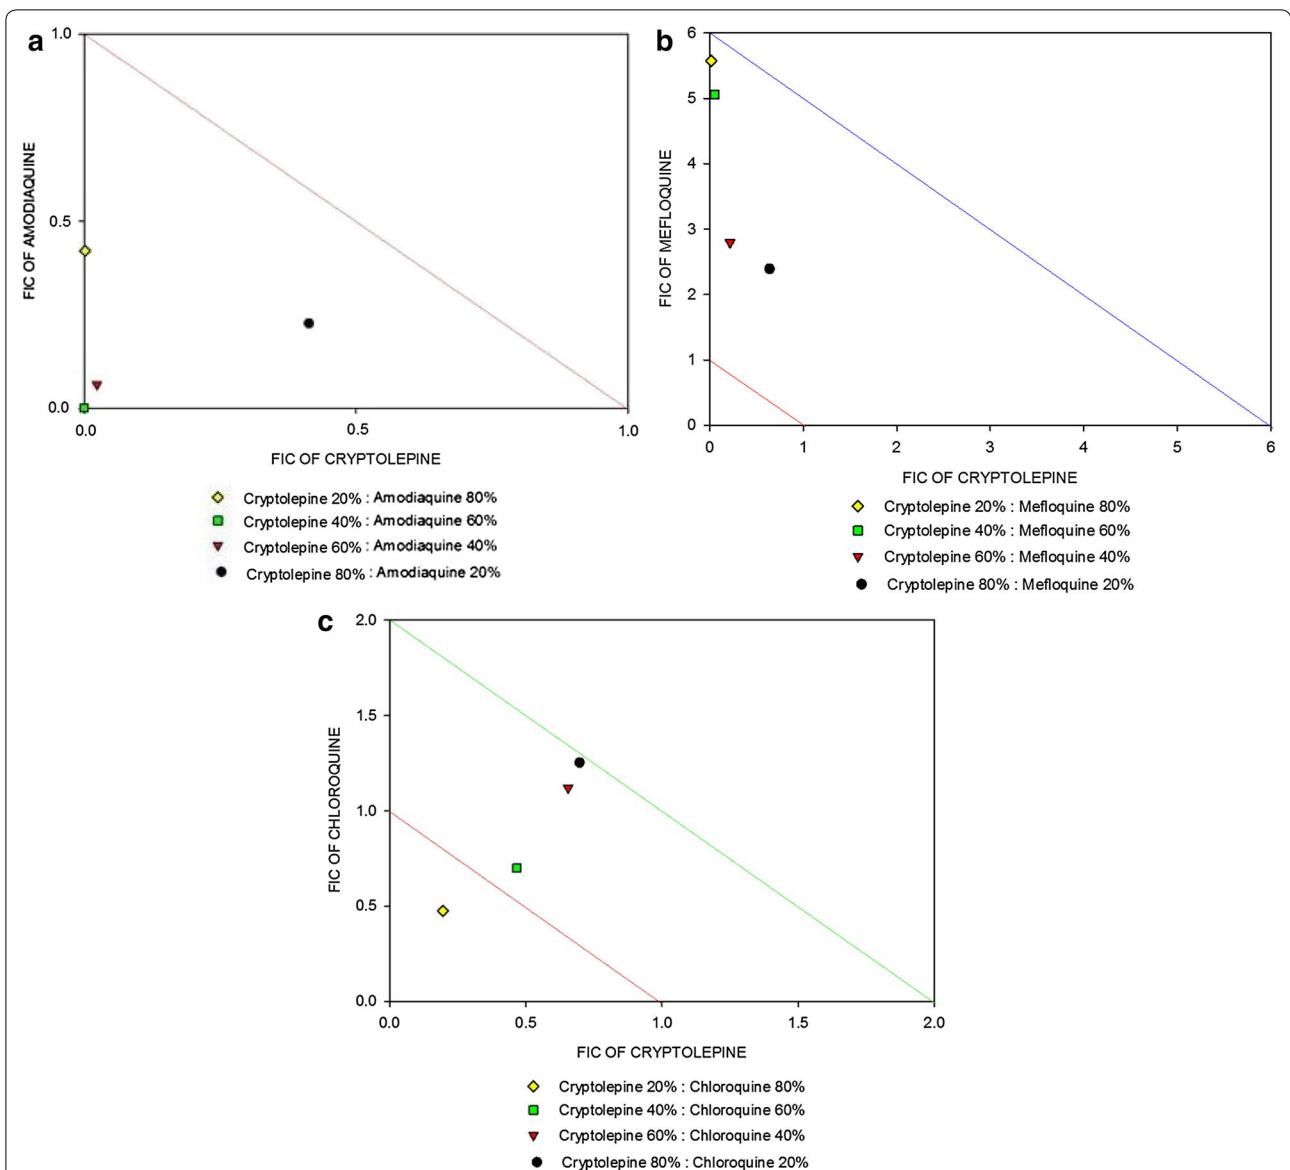 a
1.0
0.5
0.0
FIC OF AMODIAQUINE
0.0 0.5 1.0
FIC OF CRYPTOLEPINE
Cryptolepine 20% : Amodiaquine 80%
Cryptolepine 40% : Amodiaquine 60%
Cryptolepine 60% : Amodiaquine 40%
Cryptolepine 80% : Amodiaquine 20%
b
6
5
4
3
2
1
0
FIC OF MEFLOQUINE
0 1 2 3 4 5 6
FIC OF CRYPTOLEPINE
Cryptolepine 20% : Mefloquine 80%
Cryptolepine 40% : Mefloquine 60%
Cryptolepine 60% : Mefloquine 40%
Cryptolepine 80% : Mefloquine 20%
c
2.0
1.5
1.0
0.5
0.0
FIC OF CHLOROQUINE
0.0 0.5 1.0 1.5 2.0
FIC OF CRYPTOLEPINE
Cryptolepine 20% : Chloroquine 80%
Cryptolepine 40% : Chloroquine 60%
Cryptolepine 60% : Chloroquine 40%
Cryptolepine 80% : Chloroquine 20%